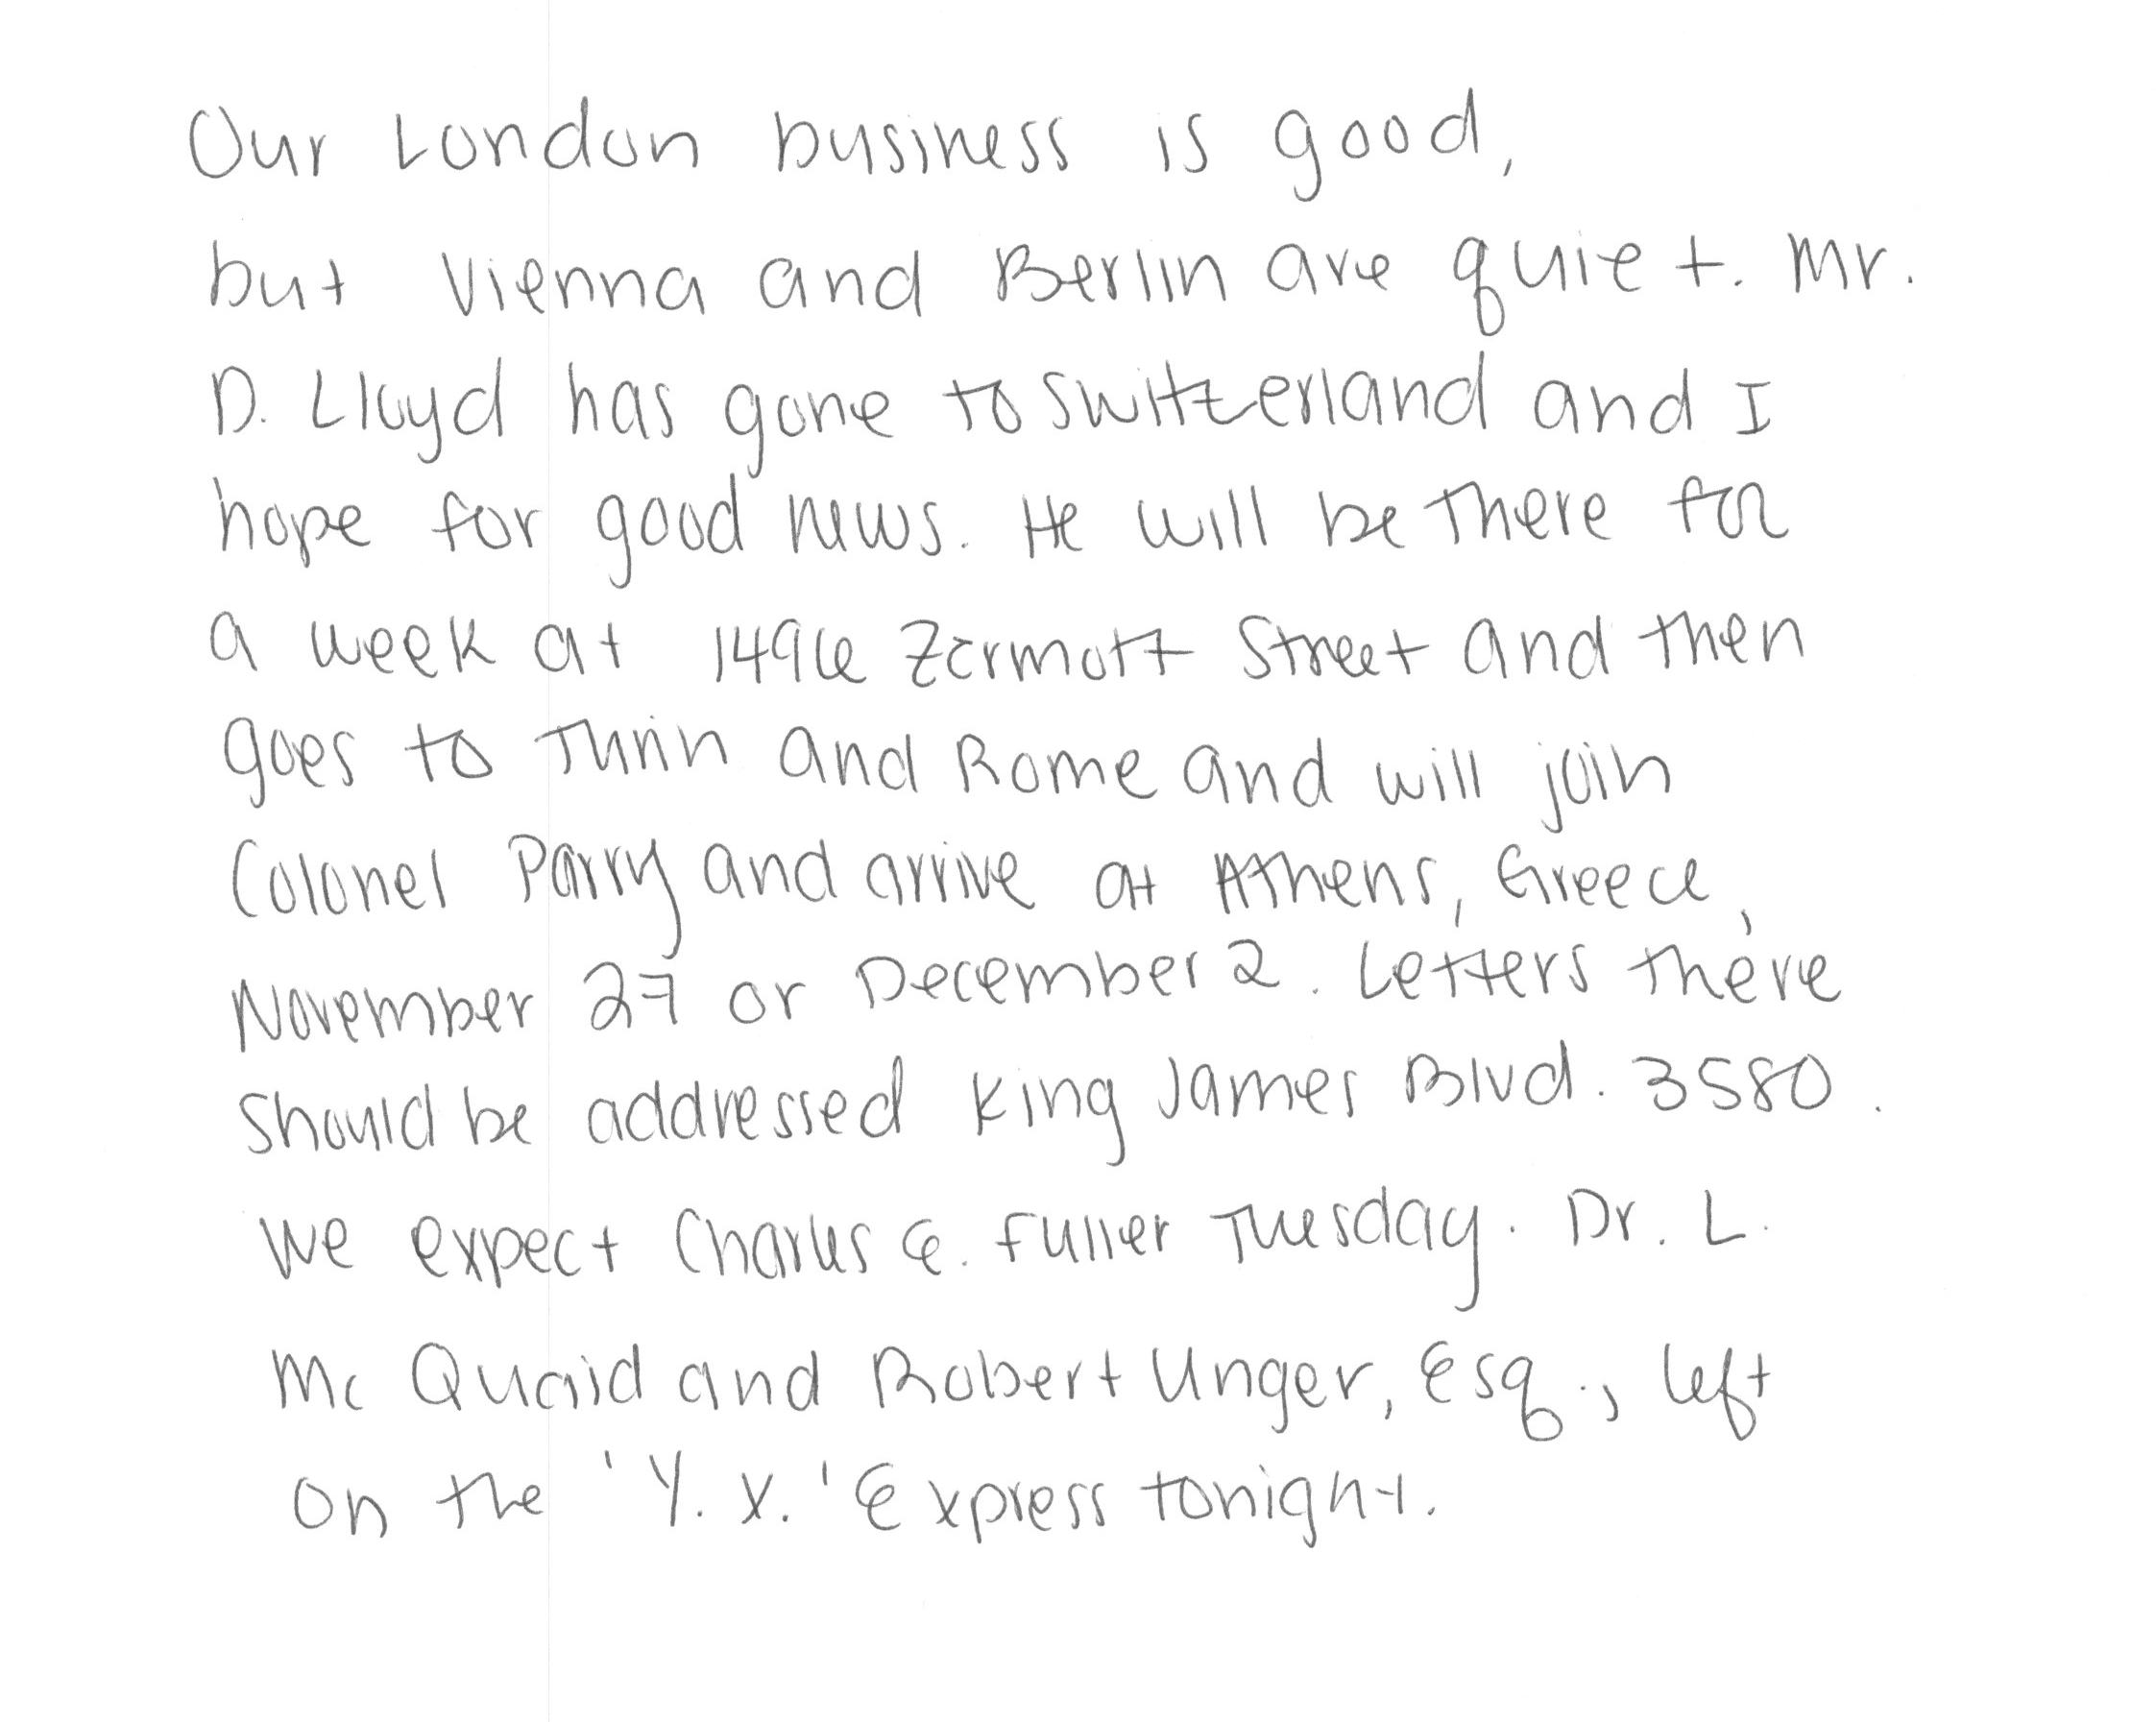 Our London business is good,
but Vienna and Berlin are quiet. Mr.
D. Lloyd has gone to Switzerland and I
hope for good news. He will be there for
a week at 1496 Zermott Street and then
goes to Turin and Rome and will join
Colonel Parry and arrive at Athens, Greece,
November 27 or December 2. Letters there
should be addressed King James Blvd. 3580.
We expect Charles E. Fuller Tuesday. Dr. L.
Mc Quaid and Robert Unger, Esq., left
on the 'Y. X.' Express tonight.